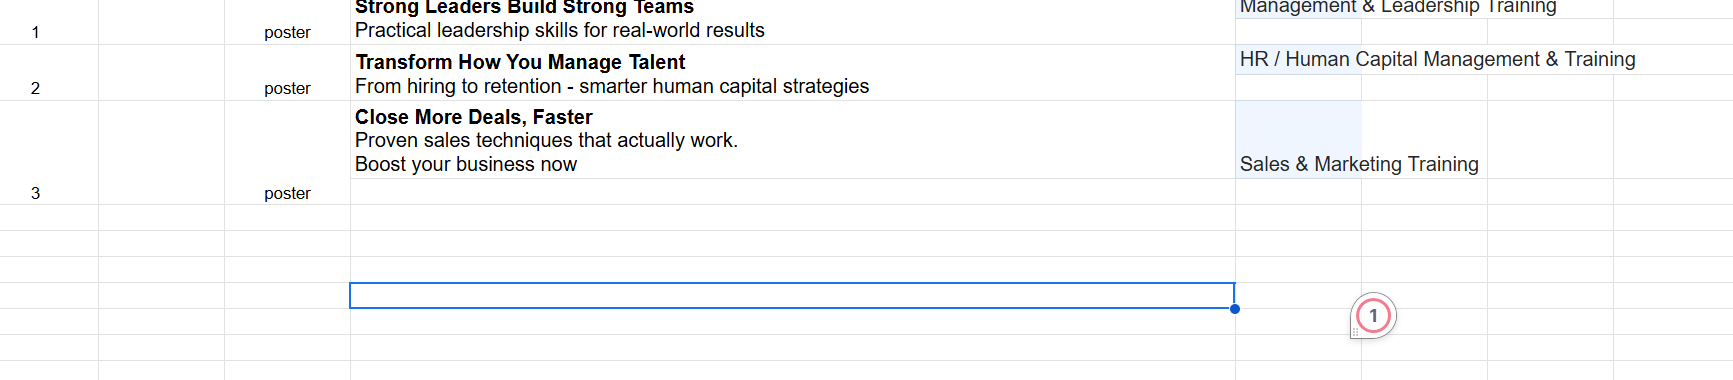 Strong Leaders Build Strong Teams
Management & Leadership Training
1
poster
Practical leadership skills for real-world results
Transform How You Manage Talent
HR / Human Capital Management & Training
2
poster
From hiring to retention - smarter human capital strategies
Close More Deals, Faster
Proven sales techniques that actually work.
Boost your business now
Sales & Marketing Training
3
poster
1